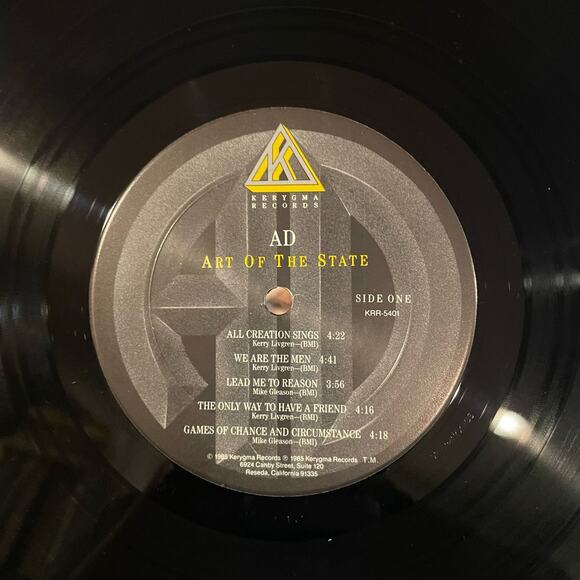 KERYGMA
RECORDS
AD
ART OF THE STATE
SIDE ONE
KRR-5401
ALL CREATION SINGS 4:22
Kerry Livgren—(BMI)
WE ARE THE MEN 4:41
Kerry Livgren—(BMI)
LEAD ME TO REASON 3:56
Mike Gleason—(BMI)
THE ONLY WAY TO HAVE A FRIEND 4:16
Kerry Livgren—(BMI)
GAMES OF CHANCE AND CIRCUMSTANCE 4:18
Mike Gleason—(BMI)
© 1985 Kerygma Records ℗ 1985 Kerygma Records T.M.
6924 Canby Street, Suite 120
Reseda, California 91335